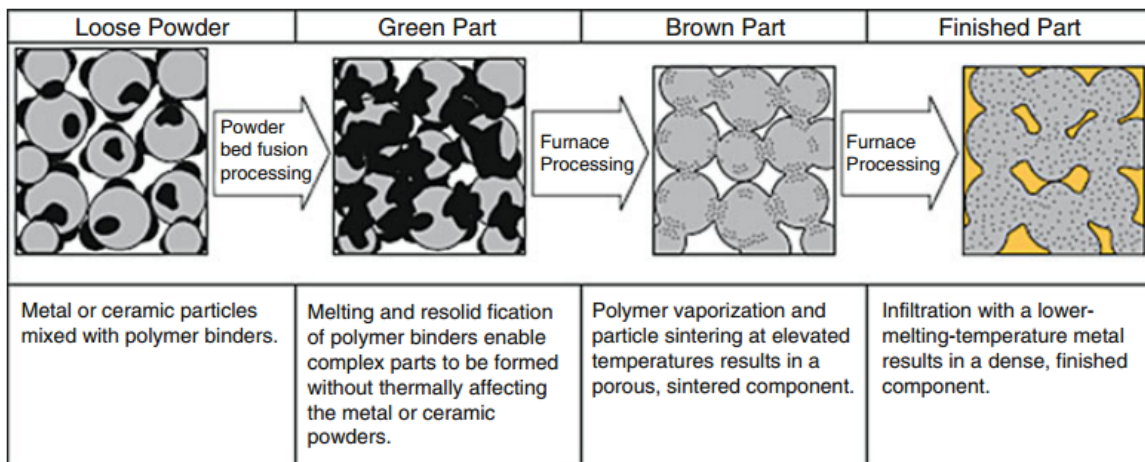 Loose Powder
Green Part
Brown Part
Finished Part
Powder
bed fusion
processing
Furnace
Processing
Furnace
Processing
Metal or ceramic particles
mixed with polymer binders.
Melting and resolid fication
of polymer binders enable
complex parts to be formed
without thermally affecting
the metal or ceramic
powders.
Polymer vaporization and
particle sintering at elevated
temperatures results in a
porous, sintered component.
Infiltration with a lower-
melting-temperature metal
results in a dense, finished
component.